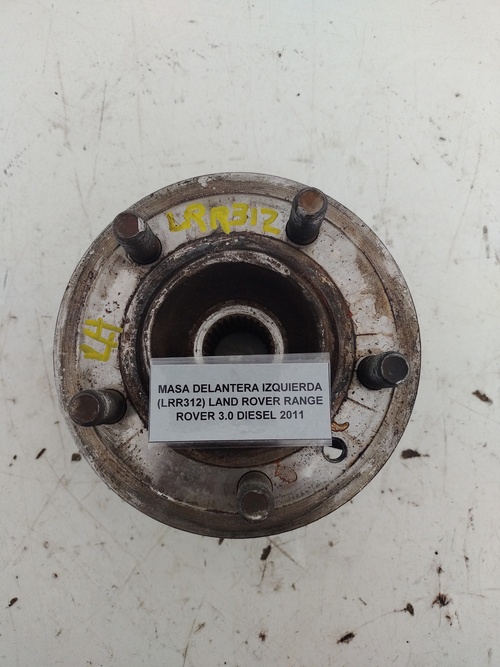 LRR312
LH
MASA DELANTERA IZQUIERDA
(LRR312) LAND ROVER RANGE
ROVER 3.0 DIESEL 2011